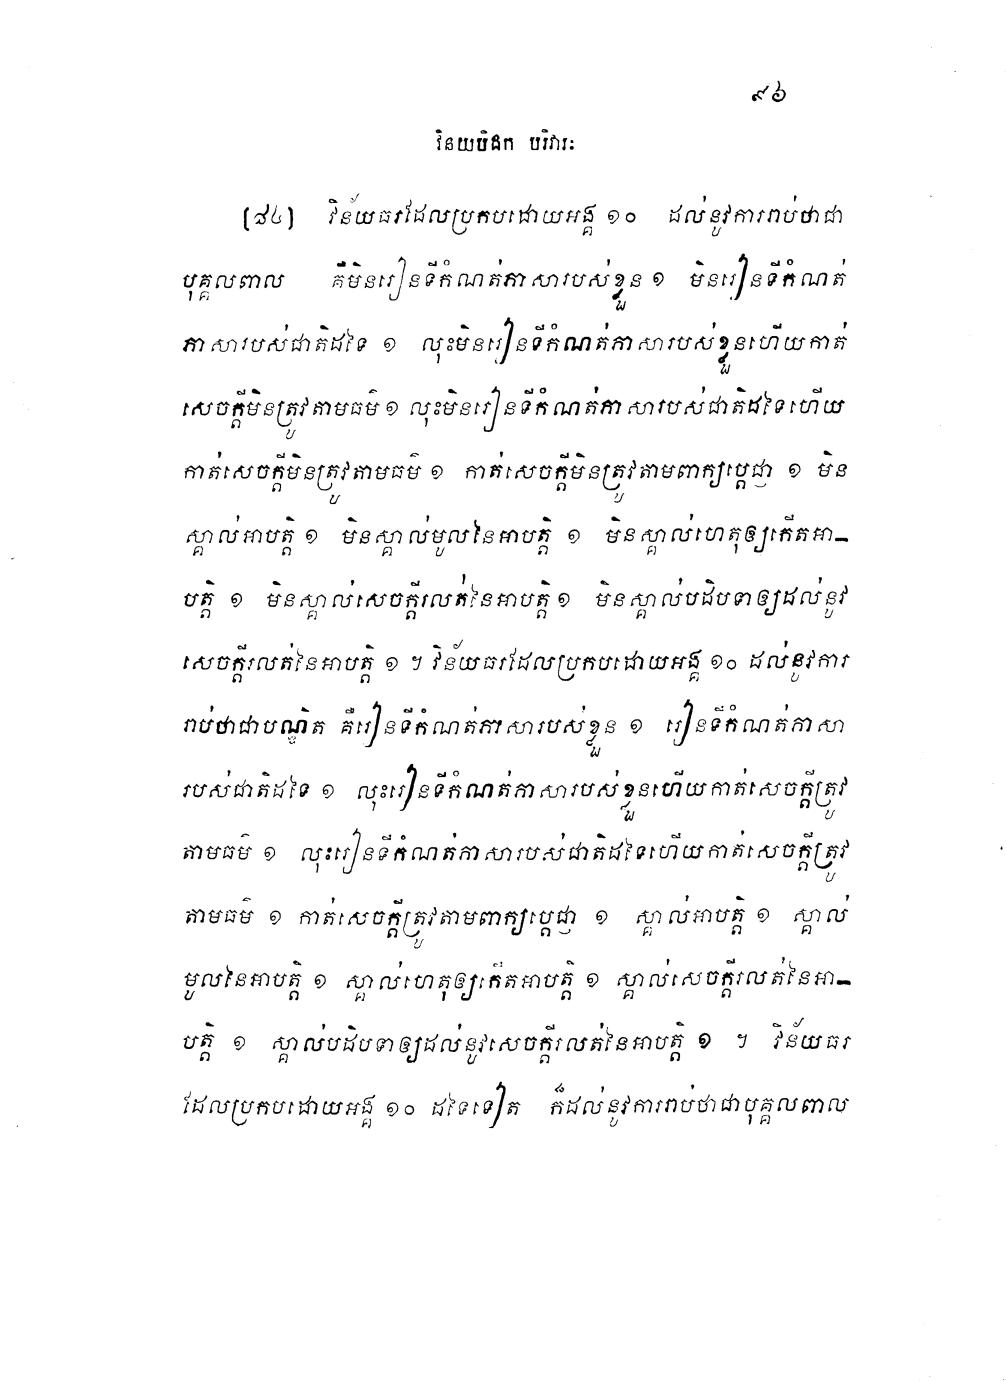 ៩៦
វិនយបិដក បរិវារៈ
(៨៤) វិន័យធរដែលប្រកបដោយអង្គ ១០ ដល់នូវការរាប់ថាជា
បុគ្គលពាល គឺមិនរៀនទីកំណត់ភាសារបស់ខ្លួន ១ មិនរៀនទីកំណត់
ភាសារបស់ជាតិដទៃ ១ លុះមិនរៀនទីកំណត់ភាសារបស់ខ្លួនហើយកាត់
សេចក្តីមិនត្រូវតាមធម៌ ១ លុះមិនរៀនទីកំណត់ភាសារបស់ជាតិដទៃហើយ
កាត់សេចក្តីមិនត្រូវតាមធម៌ ១ កាត់សេចក្តីមិនត្រូវតាមពាក្យប្តេជ្ញា ១ មិន
ស្គាល់អាបត្តិ ១ មិនស្គាល់មូលនៃអាបត្តិ ១ មិនស្គាល់ហេតុឲ្យកើតអា-
បត្តិ ១ មិនស្គាល់សេចក្តីរលត់នៃអាបត្តិ ១ មិនស្គាល់បដិបទាឲ្យដល់នូវ
សេចក្តីរលត់នៃអាបត្តិ ១ ។ វិន័យធរដែលប្រកបដោយអង្គ ១០ ដល់នូវការ
រាប់ថាជាបណ្ឌិត គឺរៀនទីកំណត់ភាសារបស់ខ្លួន ១ រៀនទីកំណត់ភាសា
របស់ជាតិដទៃ ១ លុះរៀនទីកំណត់ភាសារបស់ខ្លួនហើយកាត់សេចក្តីត្រូវ
តាមធម៌ ១ លុះរៀនទីកំណត់ភាសារបស់ជាតិដទៃហើយកាត់សេចក្តីត្រូវ
តាមធម៌ ១ កាត់សេចក្តីត្រូវតាមពាក្យប្តេជ្ញា ១ ស្គាល់អាបត្តិ ១ ស្គាល់
មូលនៃអាបត្តិ ១ ស្គាល់ហេតុឲ្យកើតអាបត្តិ ១ ស្គាល់សេចក្តីរលត់នៃអា-
បត្តិ ១ ស្គាល់បដិបទាឲ្យដល់នូវសេចក្តីរលត់នៃអាបត្តិ ១ ។ វិន័យធរ
ដែលប្រកបដោយអង្គ ១០ ដទៃទៀត ក៏ដល់នូវការរាប់ថាជាបុគ្គលពាល